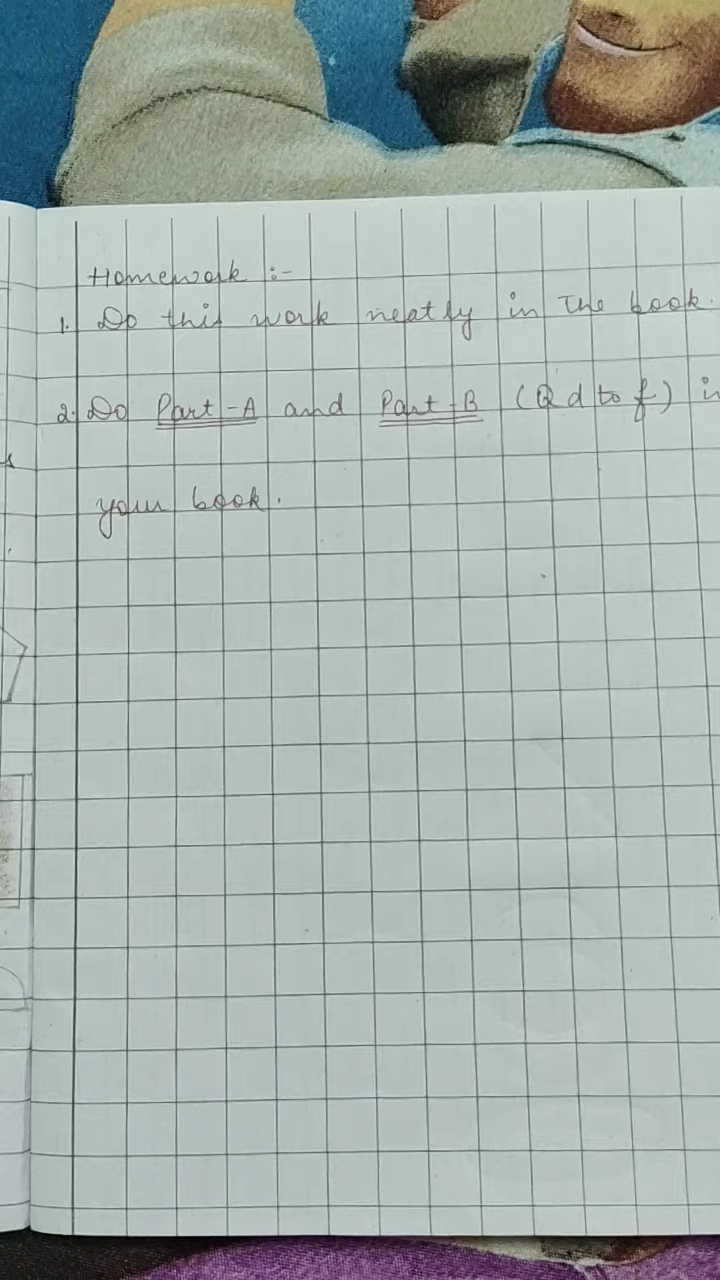 Homework :-
1. Do this work neatly in the book.
2. Do Part-A and Part-B (Q d to f) in
your book.